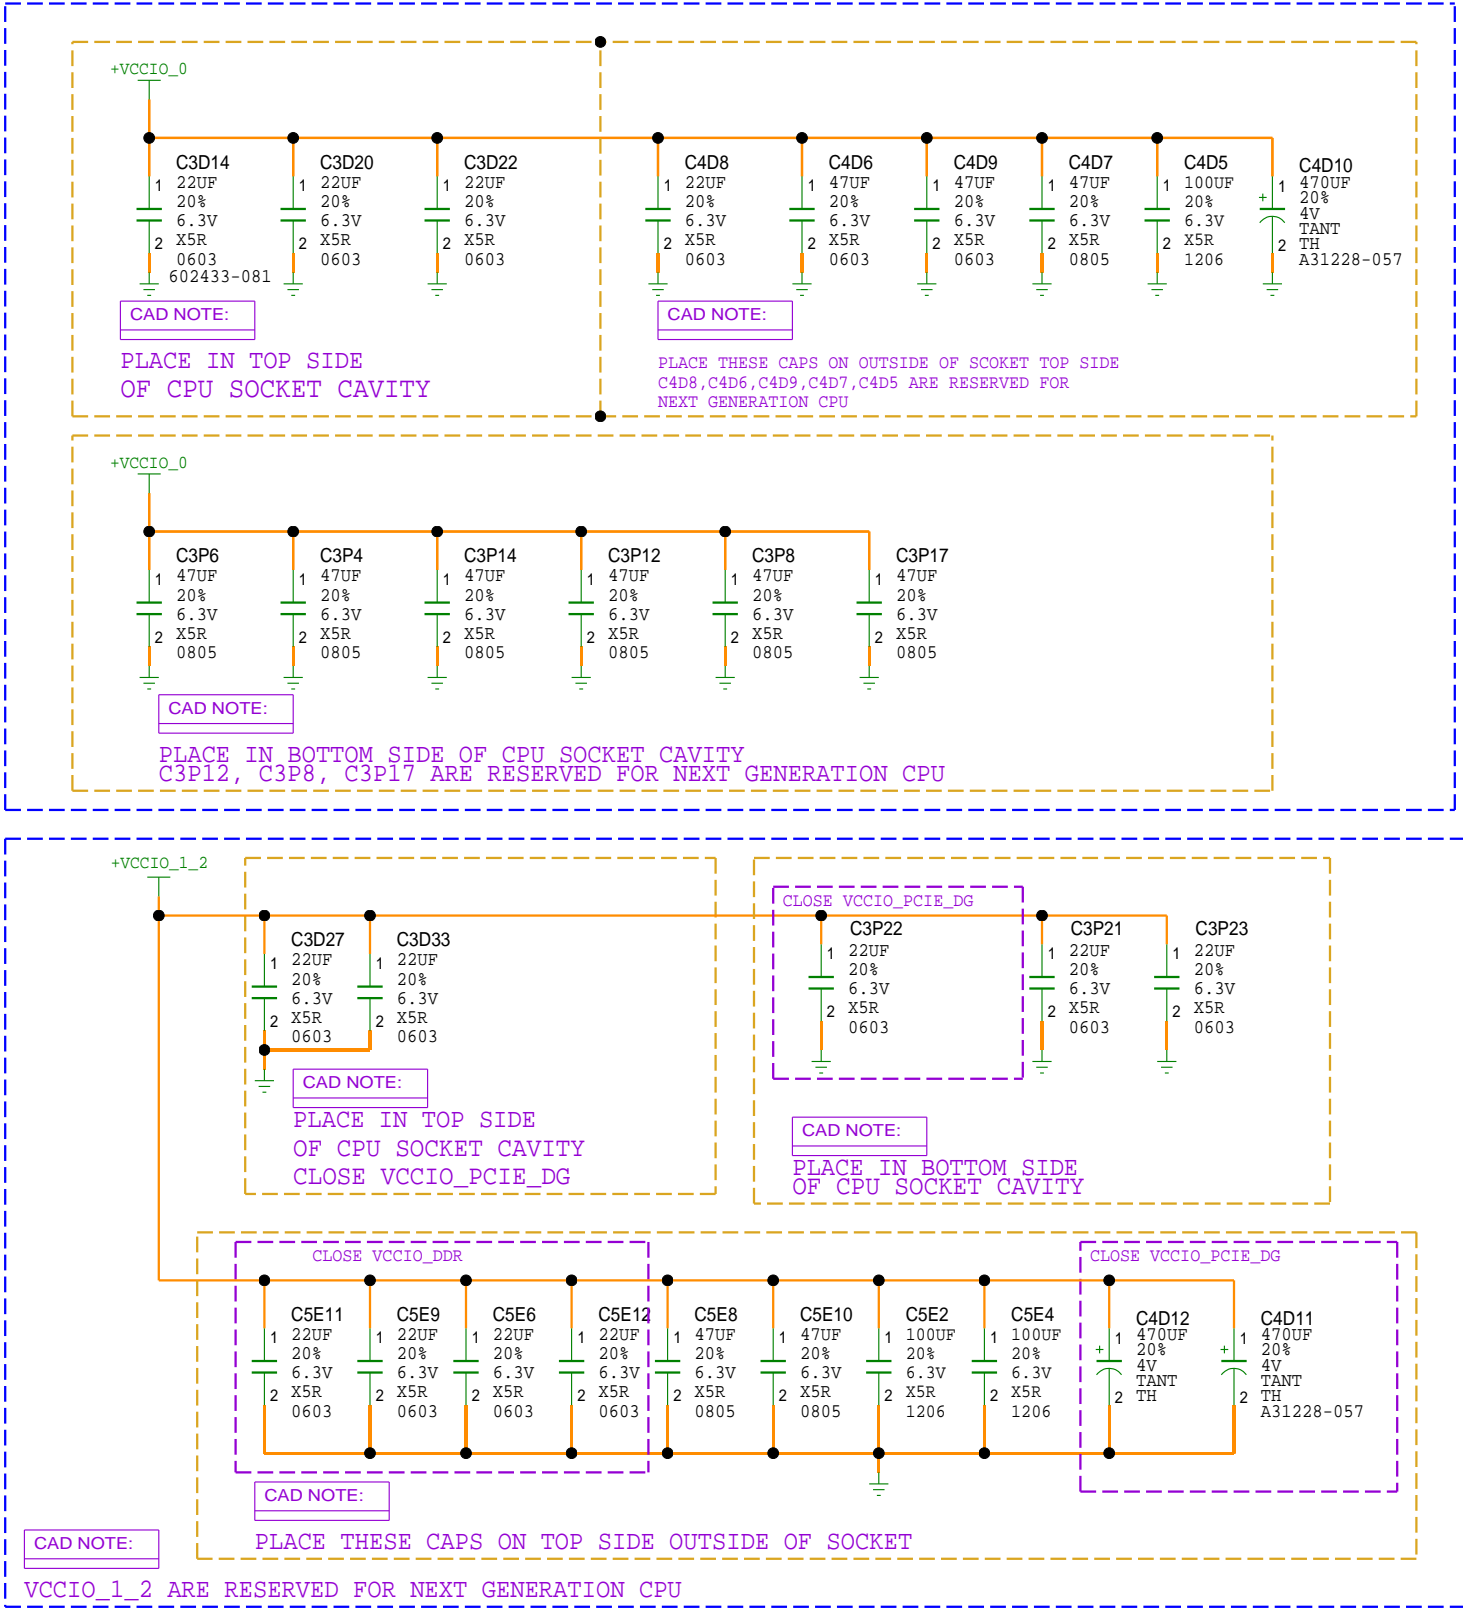 +VCCIO_0
C3D14
1
22UF
20%
6.3V
2
X5R
0603
602433-081
C3D20
1
22UF
20%
6.3V
2
X5R
0603
C3D22
1
22UF
20%
6.3V
2
X5R
0603
CAD NOTE:
PLACE IN TOP SIDE
OF CPU SOCKET CAVITY
C4D8
1
22UF
20%
6.3V
2
X5R
0603
C4D6
1
47UF
20%
6.3V
2
X5R
0603
C4D9
1
47UF
20%
6.3V
2
X5R
0603
C4D7
1
47UF
20%
6.3V
2
X5R
0805
C4D5
1
100UF
20%
6.3V
2
X5R
1206
C4D10
1
470UF
+
20%
4V
TANT
2
TH
A31228-057
CAD NOTE:
PLACE THESE CAPS ON OUTSIDE OF SCOKET TOP SIDE
C4D8,C4D6,C4D9,C4D7,C4D5 ARE RESERVED FOR
NEXT GENERATION CPU
+VCCIO_0
C3P6
1
47UF
20%
6.3V
2
X5R
0805
C3P4
1
47UF
20%
6.3V
2
X5R
0805
C3P14
1
47UF
20%
6.3V
2
X5R
0805
C3P12
1
47UF
20%
6.3V
2
X5R
0805
C3P8
1
47UF
20%
6.3V
2
X5R
0805
C3P17
1
47UF
20%
6.3V
2
X5R
0805
CAD NOTE:
PLACE IN BOTTOM SIDE OF CPU SOCKET CAVITY
C3P12, C3P8, C3P17 ARE RESERVED FOR NEXT GENERATION CPU
+VCCIO_1_2
C3D27
1
22UF
20%
6.3V
2
X5R
0603
C3D33
1
22UF
20%
6.3V
2
X5R
0603
CAD NOTE:
PLACE IN TOP SIDE
OF CPU SOCKET CAVITY
CLOSE VCCIO_PCIE_DG
CLOSE VCCIO_PCIE_DG
C3P22
1
22UF
20%
6.3V
2
X5R
0603
C3P21
1
22UF
20%
6.3V
2
X5R
0603
C3P23
1
22UF
20%
6.3V
2
X5R
0603
CAD NOTE:
PLACE IN BOTTOM SIDE
OF CPU SOCKET CAVITY
CLOSE VCCIO_DDR
C5E11
1
22UF
20%
6.3V
2
X5R
0603
C5E9
1
22UF
20%
6.3V
2
X5R
0603
C5E6
1
22UF
20%
6.3V
2
X5R
0603
C5E12
1
22UF
20%
6.3V
2
X5R
0603
C5E8
1
47UF
20%
6.3V
2
X5R
0805
C5E10
1
47UF
20%
6.3V
2
X5R
0805
C5E2
1
100UF
20%
6.3V
2
X5R
1206
C5E4
1
100UF
20%
6.3V
2
X5R
1206
CLOSE VCCIO_PCIE_DG
C4D12
1
470UF
+
20%
4V
TANT
2
TH
C4D11
1
470UF
+
20%
4V
TANT
2
TH
A31228-057
CAD NOTE:
PLACE THESE CAPS ON TOP SIDE OUTSIDE OF SOCKET
CAD NOTE:
VCCIO_1_2 ARE RESERVED FOR NEXT GENERATION CPU